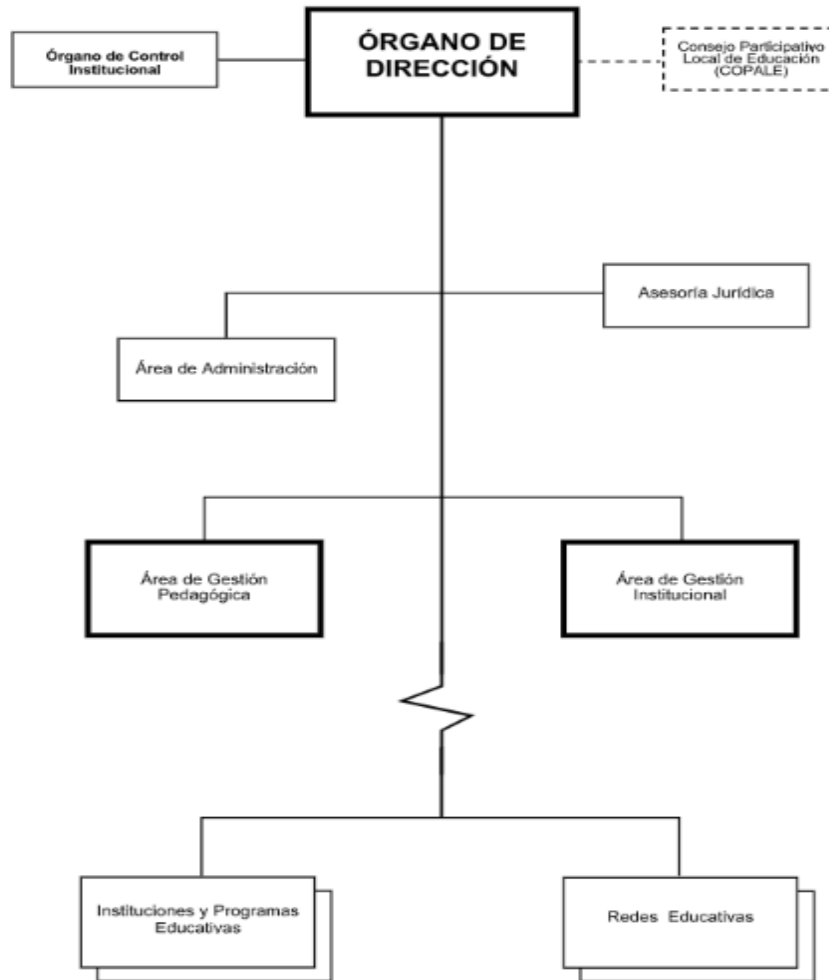 ÓRGANO DE
DIRECCIÓN
Órgano de Control
Institucional
Consejo Participativo
Local de Educación
(COPALE)
Asesoría Jurídica
Área de Administración
Área de Gestión
Pedagógica
Área de Gestión
Institucional
Instituciones y Programas
Educativas
Redes Educativas